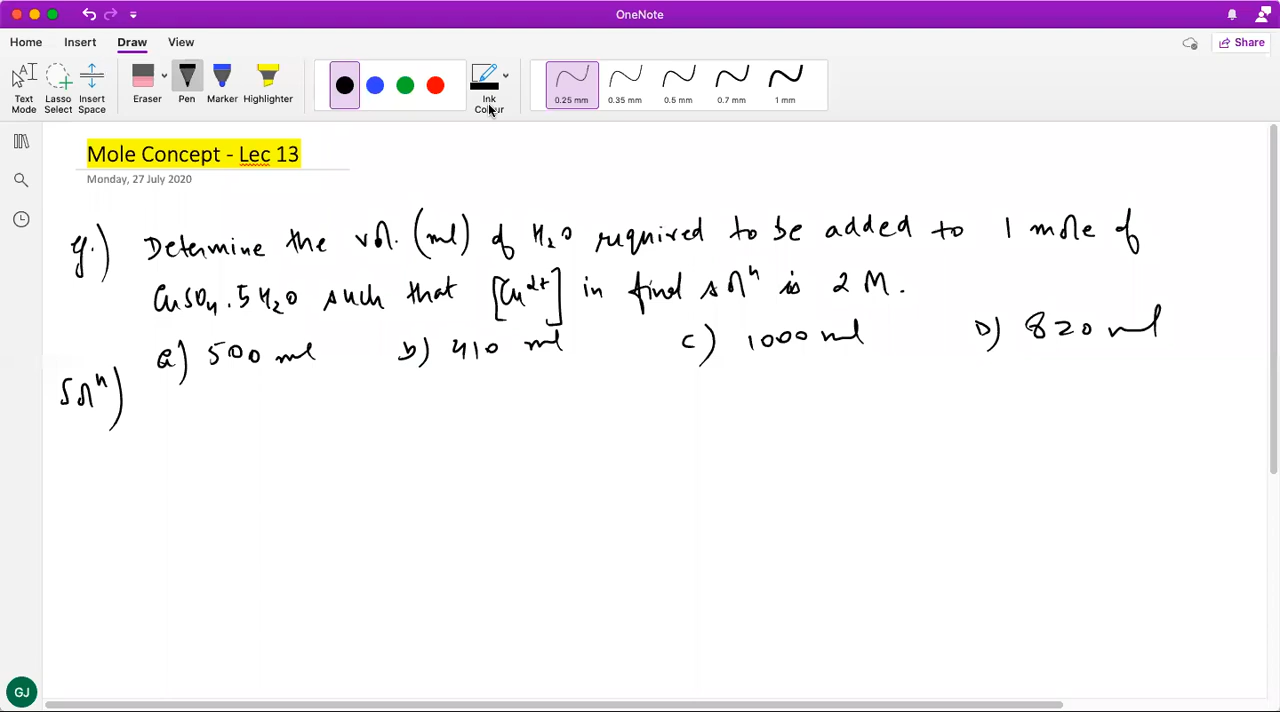 OneNote
Home Insert Draw View
Share
Text Mode Lasso Select Insert Space Eraser Pen Marker Highlighter Ink Colour 0.25 mm 0.35 mm 0.5 mm 0.7 mm 1 mm
Mole Concept - Lec 13
Monday, 27 July 2020
Determine the vol. (ml) of H₂O required to be added to 1 mole of
CuSO₄.5H₂O such that [Cu²⁺] in final solⁿ is 2 M.
a) 500 ml b) 410 ml c) 1000 ml D) 820 ml
Solⁿ)
GJ